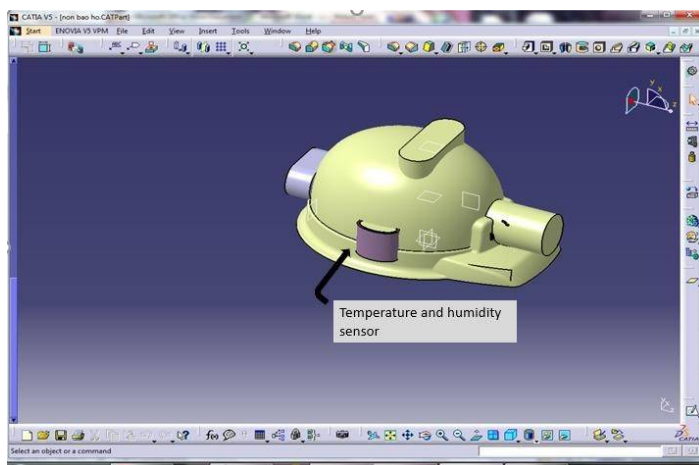 CATIA V5 - [non bao ho.CATPart]
Start ENOVIA V5 VPM File Edit View Insert Tools Window Help
y
x
z
Temperature and humidity
sensor
f(x)
CATIA
Select an object or a command